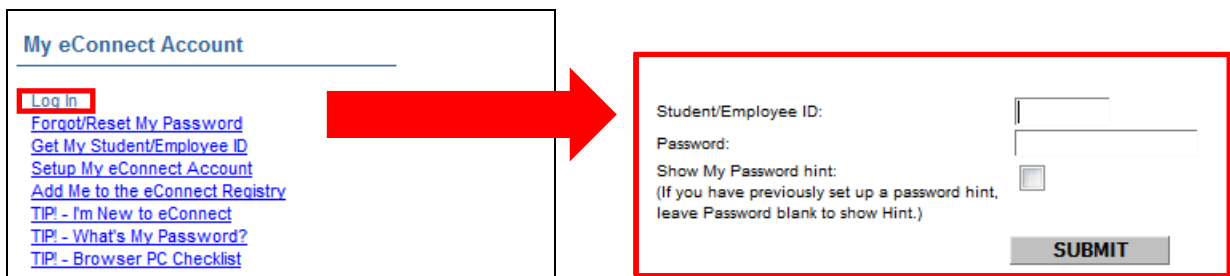 My eConnect Account
Log In
Forgot/Reset My Password
Get My Student/Employee ID
Setup My eConnect Account
Add Me to the eConnect Registry
TIP! - I'm New to eConnect
TIP! - What's My Password?
TIP! - Browser PC Checklist
Student/Employee ID:
Password:
Show My Password hint:
(If you have previously set up a password hint,
leave Password blank to show Hint.)
SUBMIT